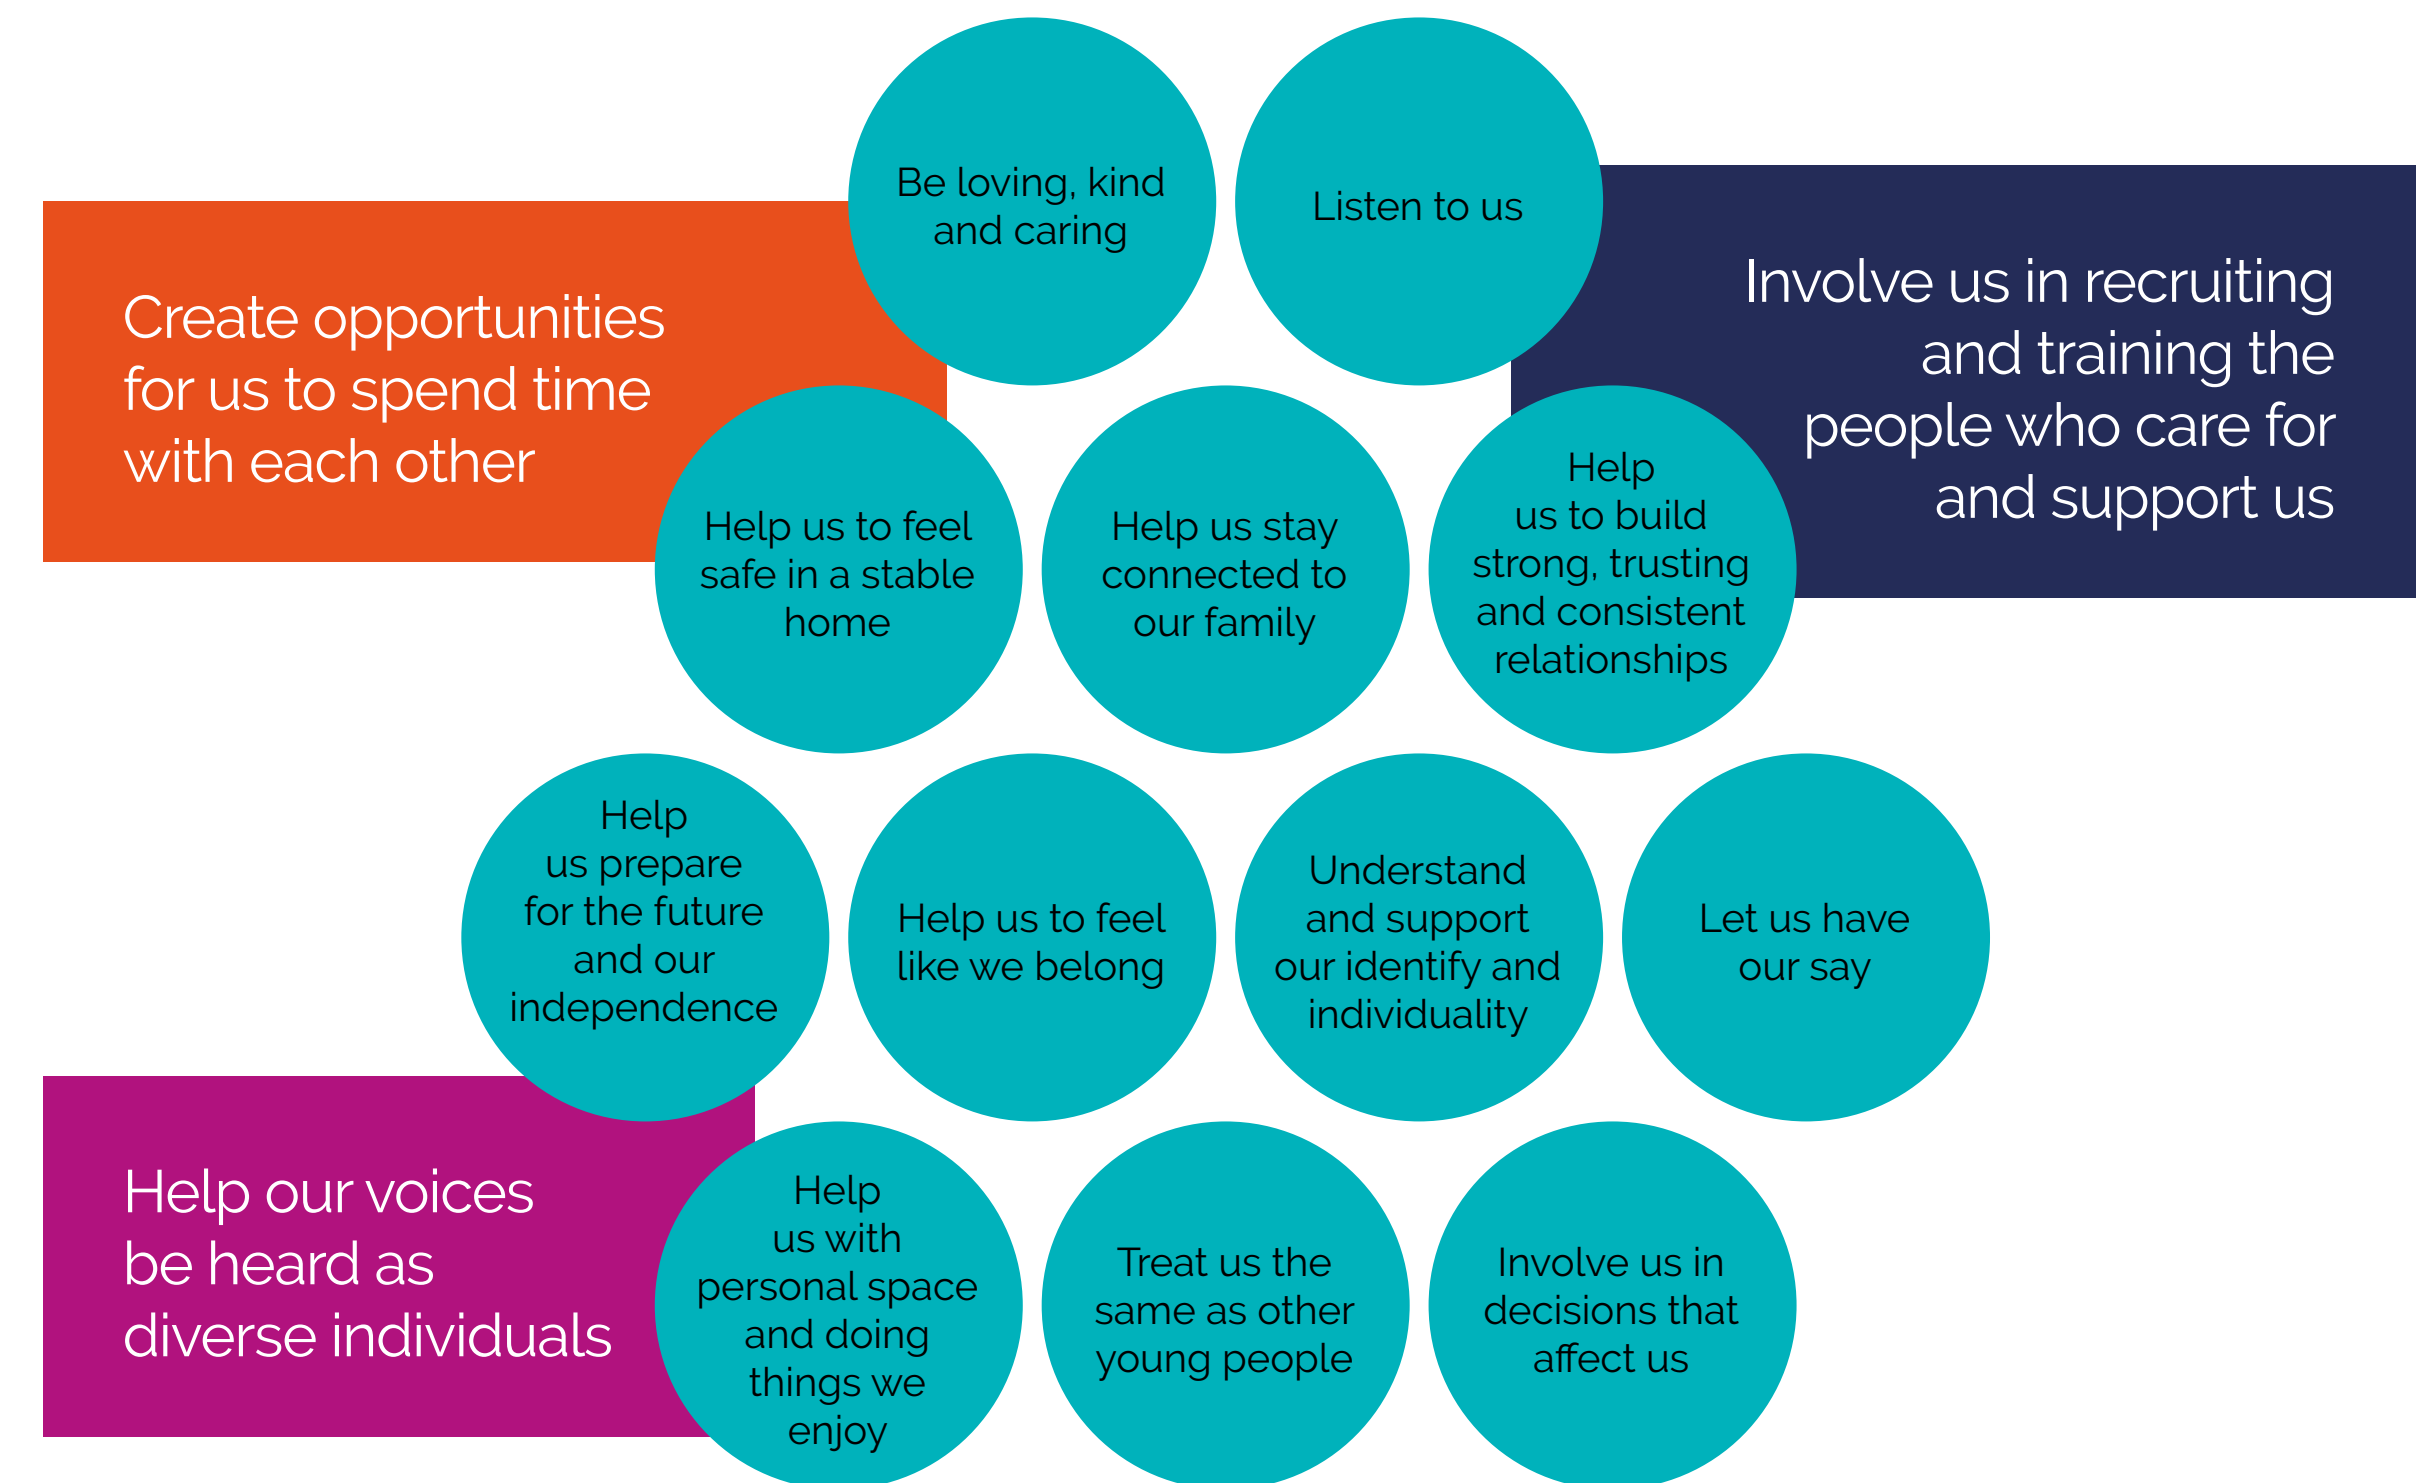 Be loving, kind
and caring
Listen to us
Create opportunities
for us to spend time
with each other
Involve us in recruiting
and training the
people who care for
and support us
Help us to feel
safe in a stable
home
Help us stay
connected to
our family
Help
us to build
strong, trusting
and consistent
relationships
Help
us prepare
for the future
and our
independence
Help us to feel
like we belong
Understand
and support
our identify and
individuality
Let us have
our say
Help our voices
be heard as
diverse individuals
Help
us with
personal space
and doing
things we
enjoy
Treat us the
same as other
young people
Involve us in
decisions that
affect us